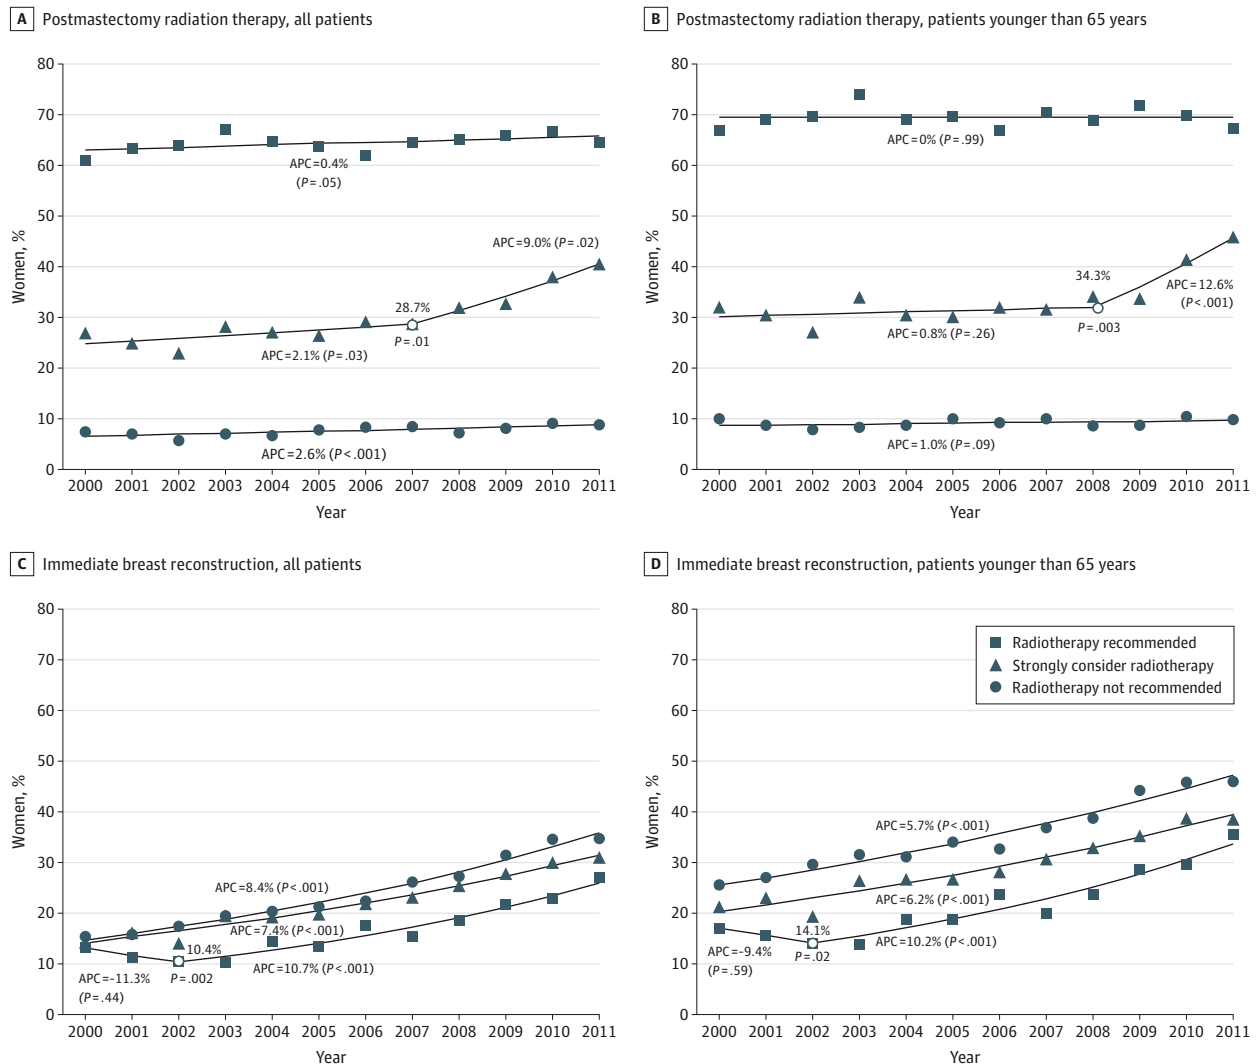 A Postmastectomy radiation therapy, all patients
80
70
60
50
40
30
20
10
0
Women, %
APC=0.4%
(P=.05)
APC=9.0% (P=.02)
28.7%
P=.01
APC=2.1% (P=.03)
APC=2.6% (P<.001)
2000 2001 2002 2003 2004 2005 2006 2007 2008 2009 2010 2011
Year
B Postmastectomy radiation therapy, patients younger than 65 years
80
70
60
50
40
30
20
10
0
Women, %
APC=0% (P=.99)
34.3%
APC=12.6%
(P<.001)
P=.003
APC=0.8% (P=.26)
APC=1.0% (P=.09)
2000 2001 2002 2003 2004 2005 2006 2007 2008 2009 2010 2011
Year
C Immediate breast reconstruction, all patients
80
70
60
50
40
30
20
10
0
Women, %
APC=8.4% (P<.001)
APC=7.4% (P<.001)
10.4%
APC=10.7% (P<.001)
APC=-11.3%
(P=.44)
P=.002
2000 2001 2002 2003 2004 2005 2006 2007 2008 2009 2010 2011
Year
D Immediate breast reconstruction, patients younger than 65 years
80
70
60
50
40
30
20
10
0
Women, %
Radiotherapy recommended
Strongly consider radiotherapy
Radiotherapy not recommended
APC=5.7% (P<.001)
APC=6.2% (P<.001)
14.1%
APC=10.2% (P<.001)
APC=-9.4%
(P=.59)
P=.02
2000 2001 2002 2003 2004 2005 2006 2007 2008 2009 2010 2011
Year